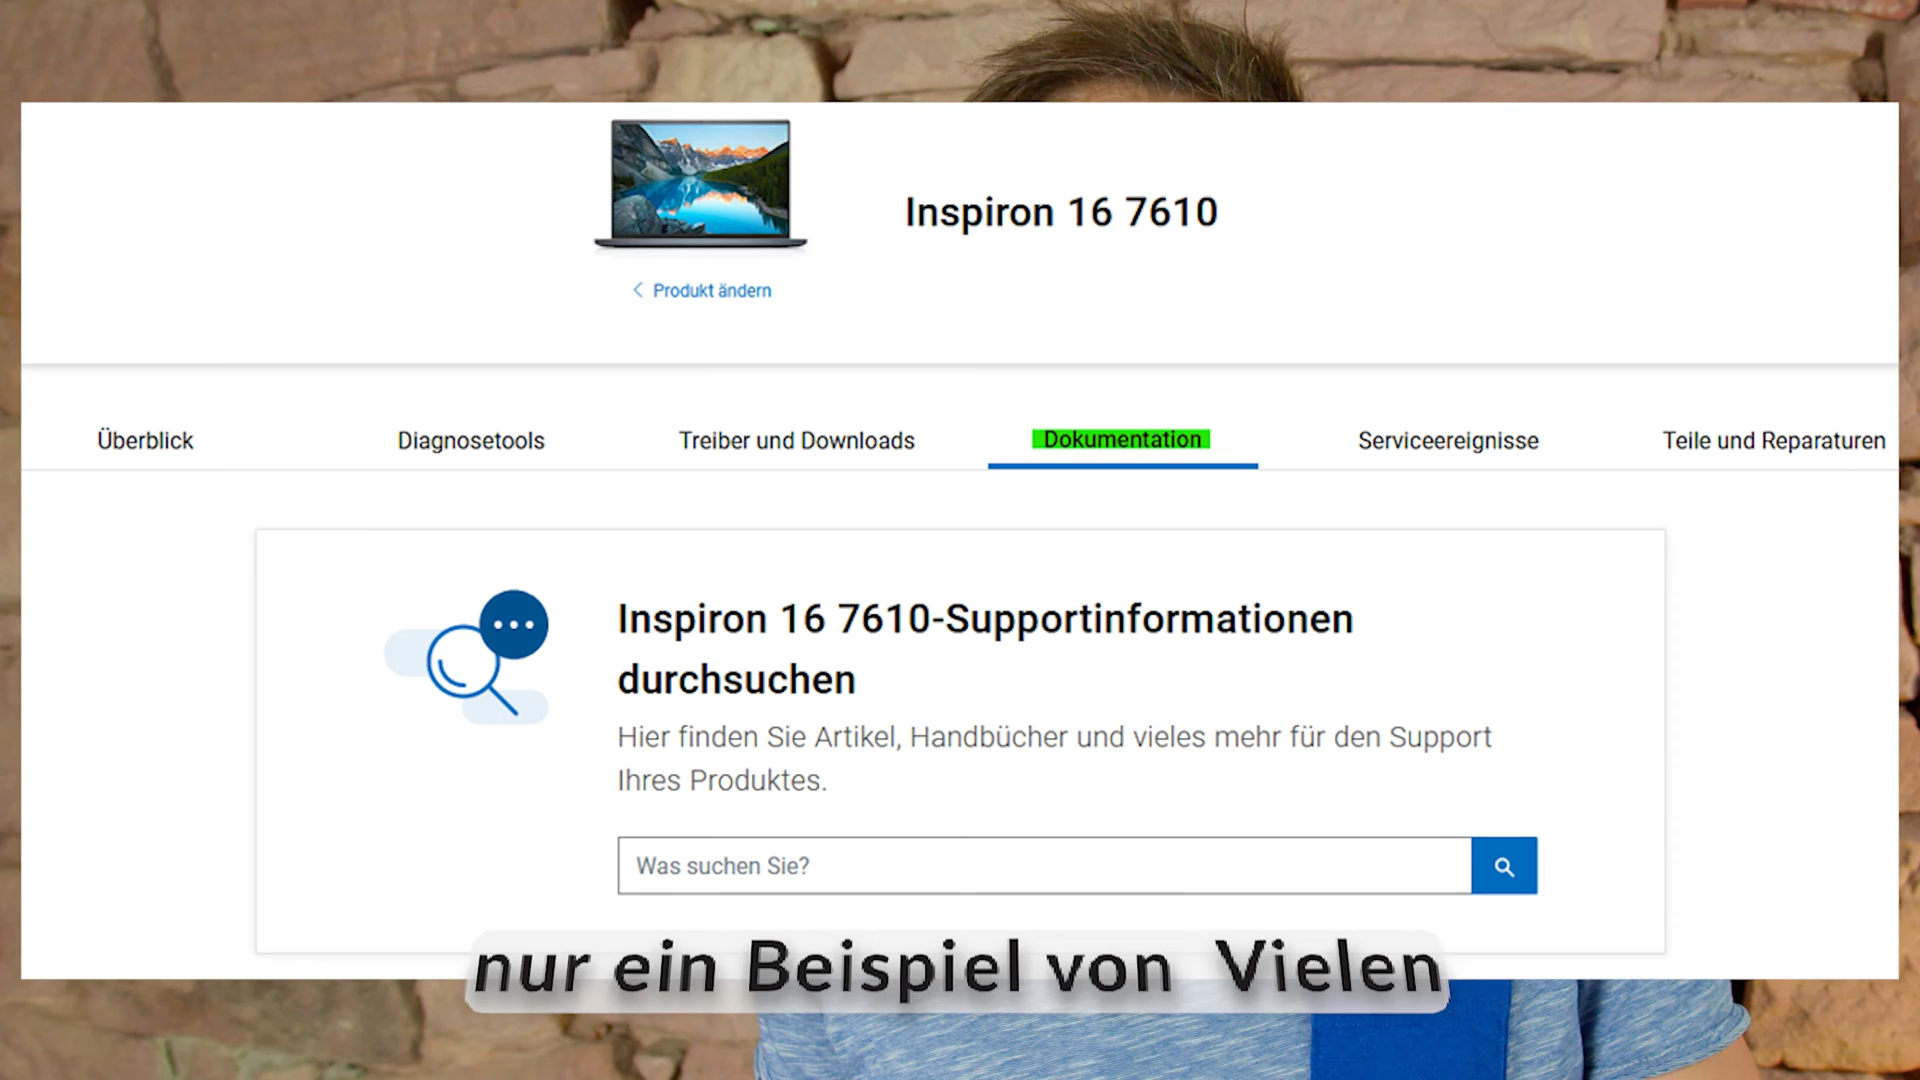 Inspiron 16 7610
Produkt ändern
Überblick
Diagnosetools
Treiber und Downloads
Dokumentation
Serviceereignisse
Teile und Reparaturen
Inspiron 16 7610-Supportinformationen
durchsuchen
Hier finden Sie Artikel, Handbücher und vieles mehr für den Support
Ihres Produktes.
Was suchen Sie?
nur ein Beispiel von Vielen